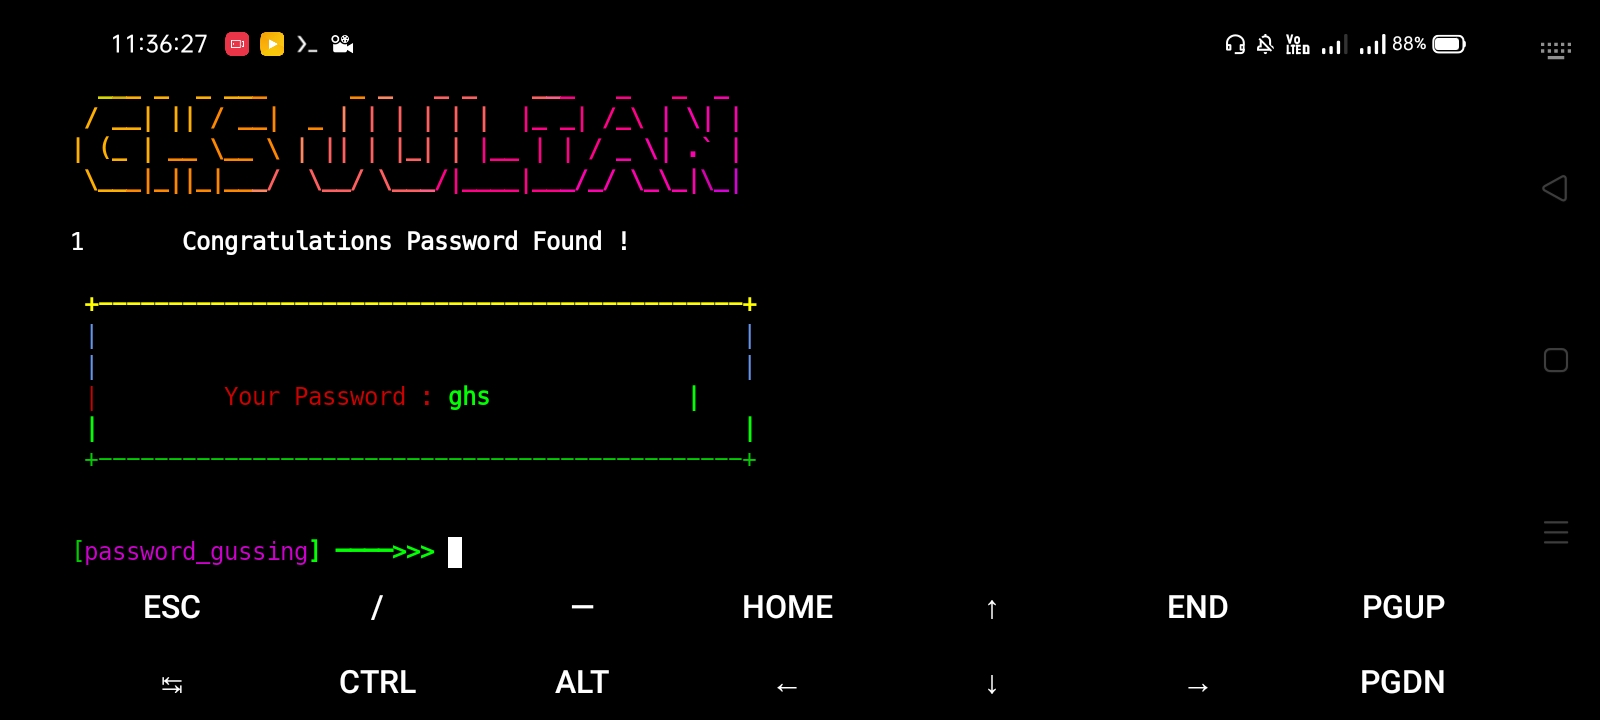 11:36:27 VoLTE 88%
GHS JULIAN
1 Congratulations Password Found !
Your Password : ghs
[password_gussing] ────>>>
ESC / — HOME ↑ END PGUP
↹ CTRL ALT ← ↓ → PGDN